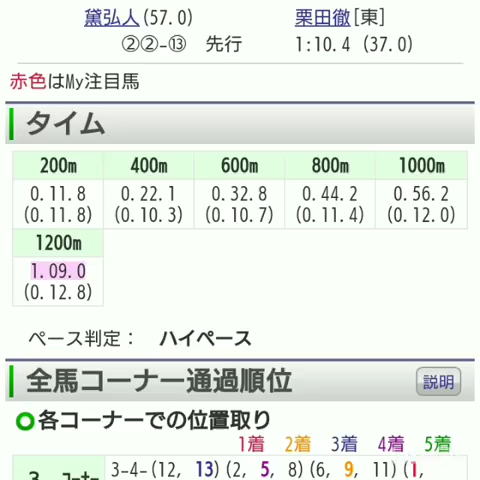 黛弘人(57.0) 栗田徹[東]
②②-⑬ 先行 1:10.4 (37.0)
赤色はMy注目馬
タイム
200m 400m 600m 800m 1000m
0.11.8 0.22.1 0.32.8 0.44.2 0.56.2
(0.11.8) (0.10.3) (0.10.7) (0.11.4) (0.12.0)
1200m
1.09.0
(0.12.8)
ペース判定： ハイペース
全馬コーナー通過順位 説明
各コーナーでの位置取り
1着 2着 3着 4着 5着
3 コーナー 3-4-(12, 13)(2, 5, 8)(6, 9, 11)(1,